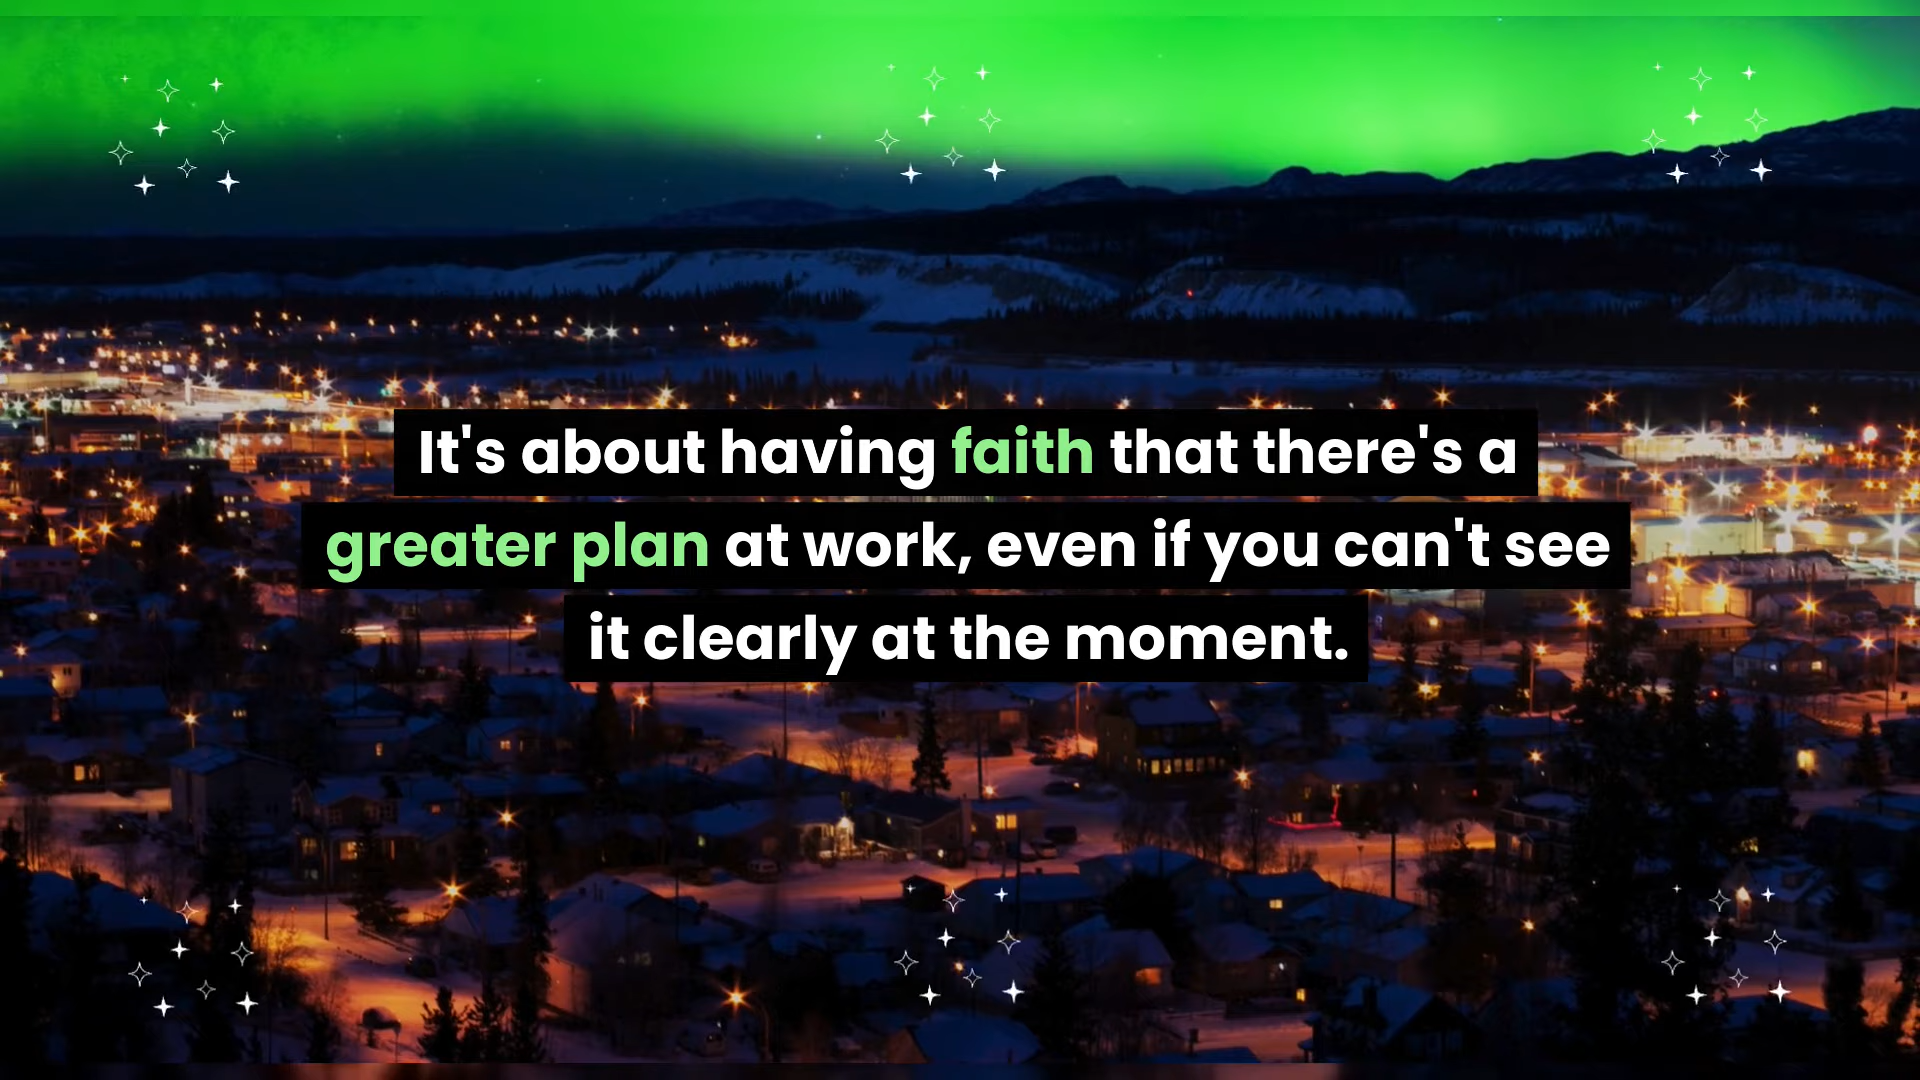 It's about having faith that there's a
greater plan at work, even if you can't see
it clearly at the moment.